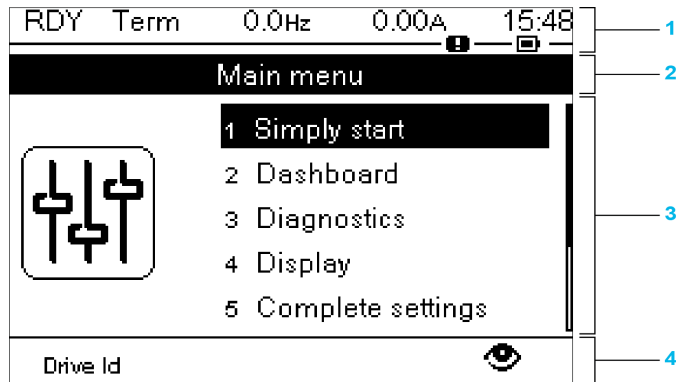 RDY Term 0.0Hz 0.00A 15:48
1
Main menu
2
1 Simply start
2 Dashboard
3 Diagnostics
3
4 Display
5 Complete settings
Drive Id
4